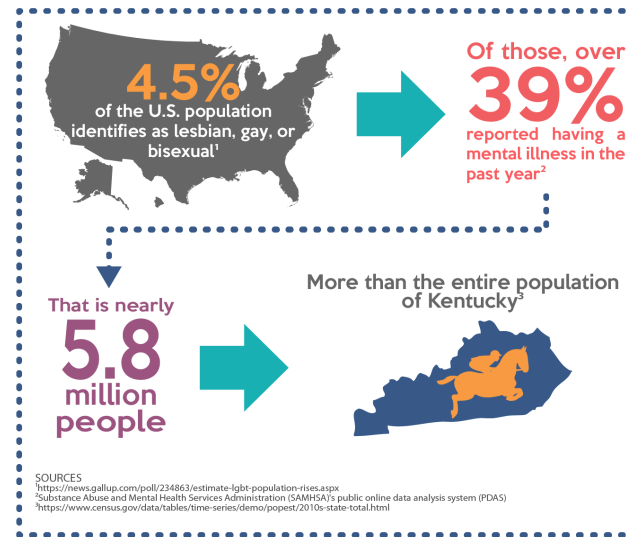 4.5%
of the U.S. population
identifies as lesbian, gay, or
bisexual¹
Of those, over
39%
reported having a
mental illness in the
past year²
That is nearly
5.8
million
people
More than the entire population
of Kentucky³
SOURCES
¹https://news.gallup.com/poll/234863/estimate-lgbt-population-rises.aspx
²Substance Abuse and Mental Health Services Administration (SAMHSA)'s public online data analysis system (PDAS)
³https://www.census.gov/data/tables/time-series/demo/popest/2010s-state-total.html